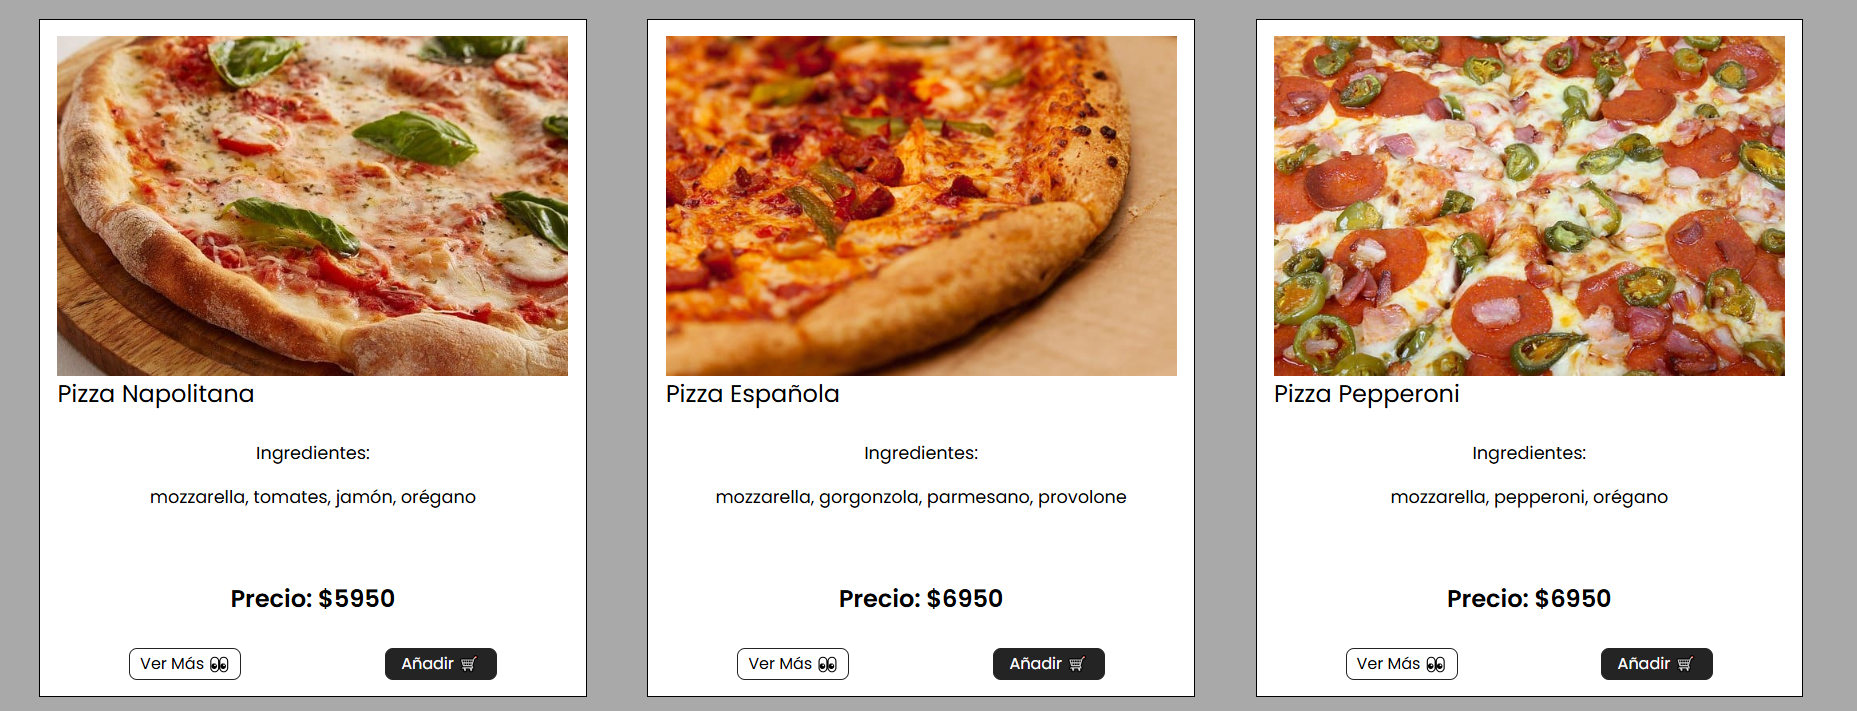 Pizza Napolitana
Ingredientes:
mozzarella, tomates, jamón, orégano
Precio: $5950
Ver Más 👀
Añadir 🛒
Pizza Española
Ingredientes:
mozzarella, gorgonzola, parmesano, provolone
Precio: $6950
Ver Más 👀
Añadir 🛒
Pizza Pepperoni
Ingredientes:
mozzarella, pepperoni, orégano
Precio: $6950
Ver Más 👀
Añadir 🛒